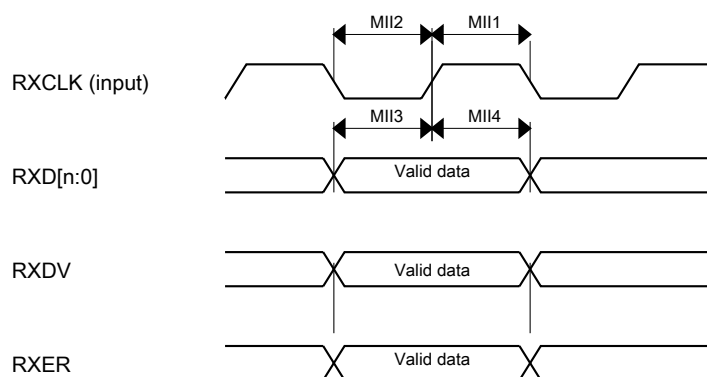 MII2
MII1
RXCLK (input)
MII3
MII4
RXD[n:0]
Valid data
RXDV
Valid data
RXER
Valid data